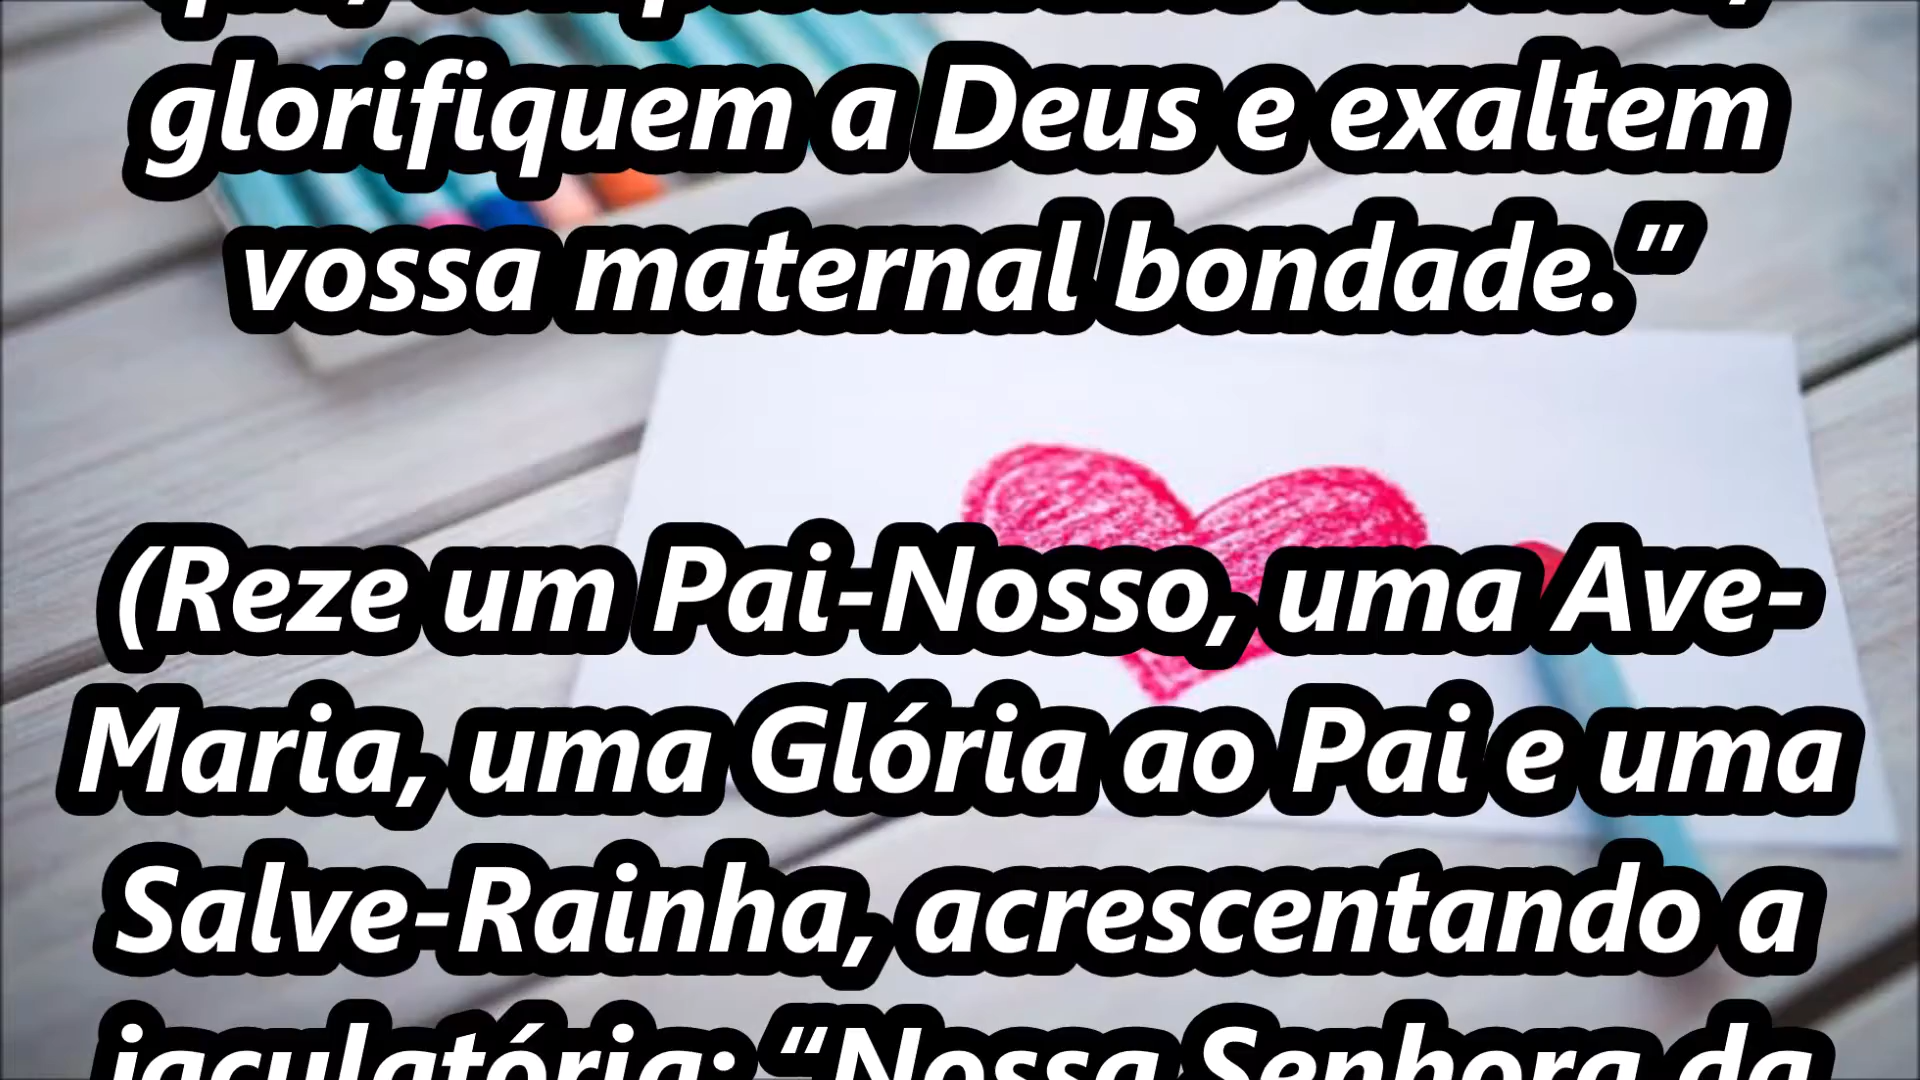 glorifiquem a Deus e exaltem
vossa maternal bondade.”
(Reze um Pai-Nosso, uma Ave-
Maria, uma Glória ao Pai e uma
Salve-Rainha, acrescentando a
jaculatória: “Nossa Senhora da